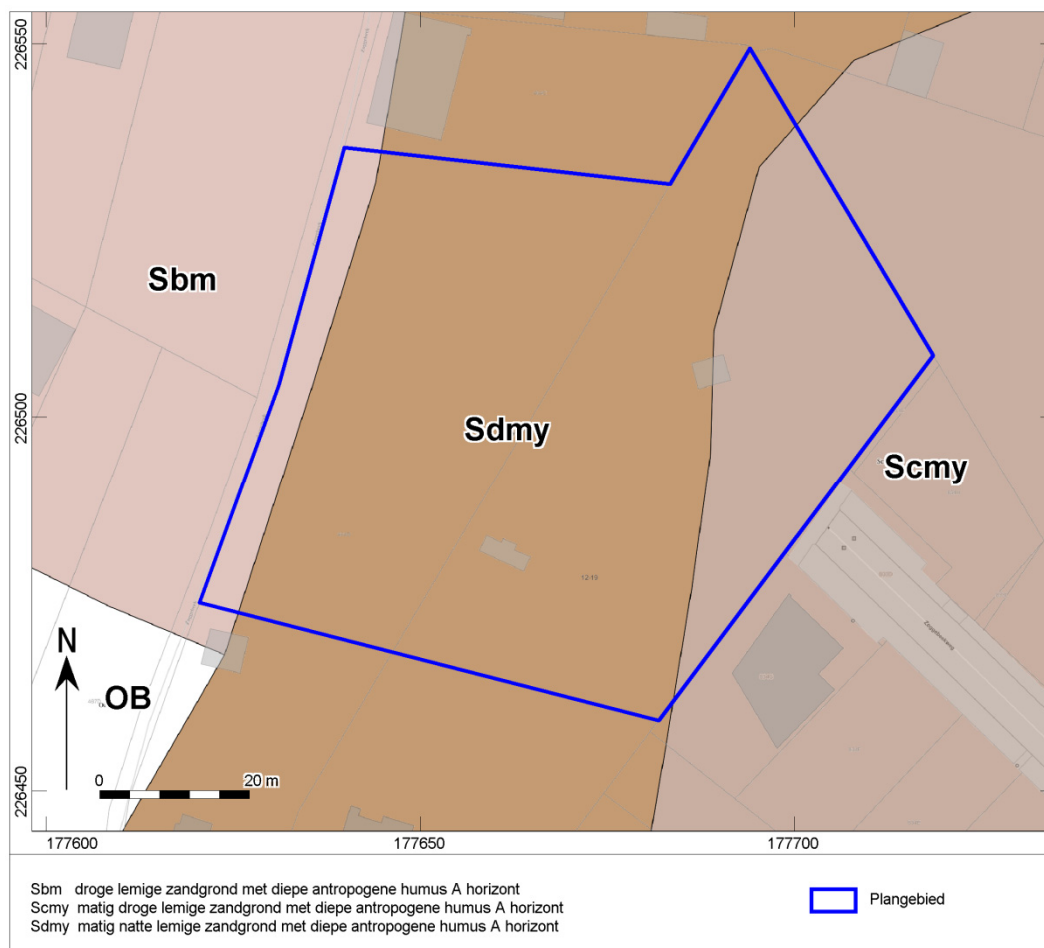 226550
Sbm
226500
Sdmy
Scmy
12:19
N
OB
0 20 m
226450
177600 177650 177700
Sbm droge lemige zandgrond met diepe antropogene humus A horizont
Scmy matig droge lemige zandgrond met diepe antropogene humus A horizont
Sdmy matig natte lemige zandgrond met diepe antropogene humus A horizont
Plangebied